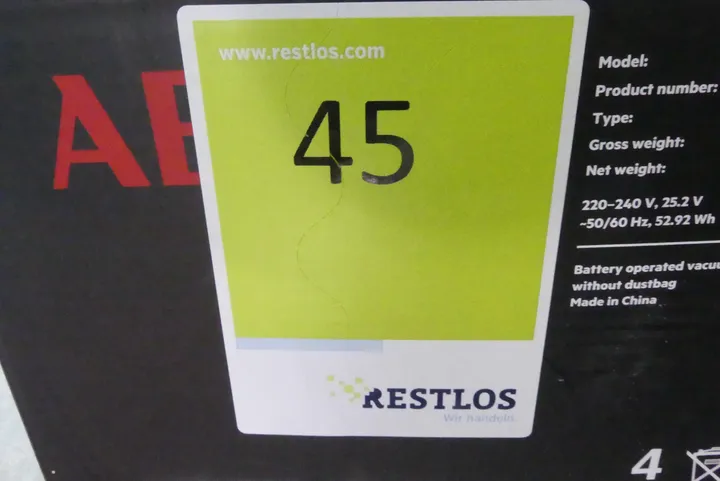 AE
www.restlos.com
45
RESTLOS
Wir handeln.
Model:
Product number:
Type:
Gross weight:
Net weight:
220–240 V, 25.2 V
~50/60 Hz, 52.92 Wh
Battery operated vacuu
without dustbag
Made in China
4